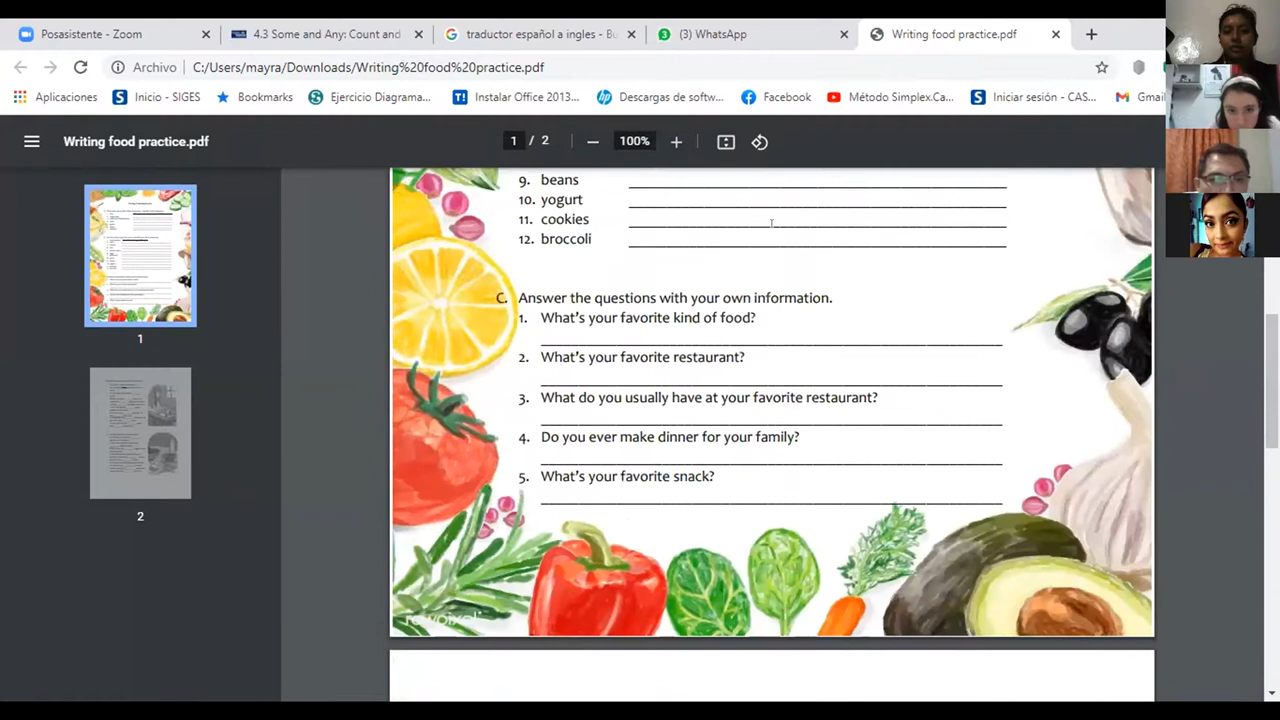 Posasistente - Zoom
4.3 Some and Any: Count and
traductor español a ingles - Bu
(3) WhatsApp
Writing food practice.pdf
Archivo
C:/Users/mayra/Downloads/Writing%20food%20practice.pdf
Aplicaciones
Inicio - SIGES
Bookmarks
Ejercicio Diagrama...
Instalar Office 2013...
Descargas de softw...
Facebook
Método Simplex.Ca...
Iniciar sesión - CAS...
Gmail
Writing food practice.pdf
1 / 2
100%
9. beans
10. yogurt
11. cookies
12. broccoli
C. Answer the questions with your own information.
1. What's your favorite kind of food?
2. What's your favorite restaurant?
3. What do you usually have at your favorite restaurant?
4. Do you ever make dinner for your family?
5. What's your favorite snack?
rawpixel
1
2